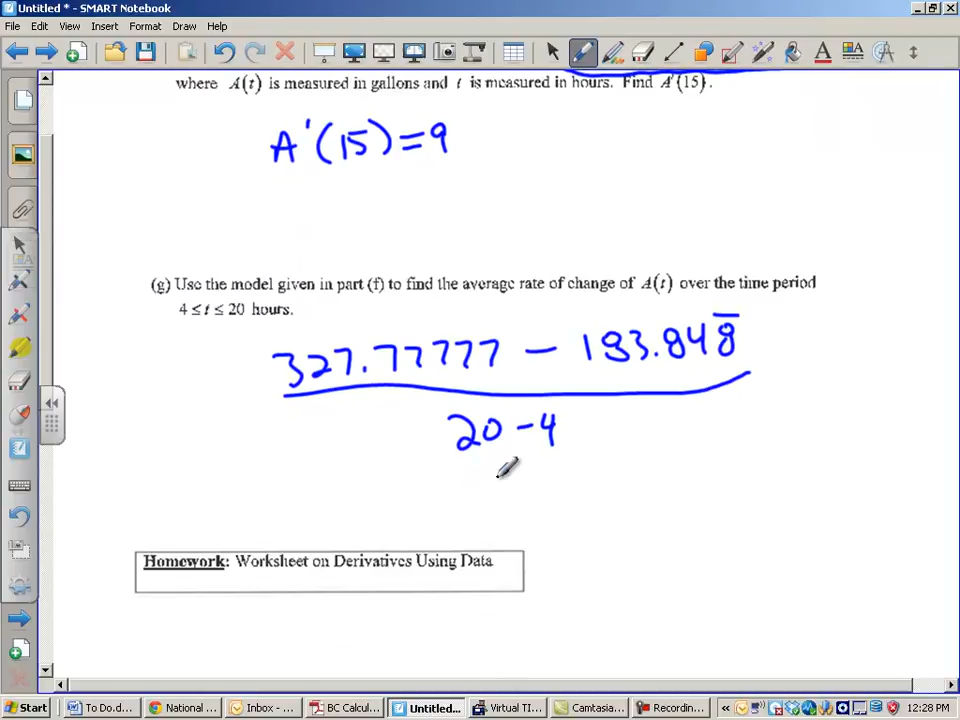 Untitled * - SMART Notebook
File Edit View Insert Format Draw Help
where A(t) is measured in gallons and t is measured in hours. Find A'(15).
A'(15)=9
(g) Use the model given in part (f) to find the average rate of change of A(t) over the time period
4 ≤ t ≤ 20 hours.
327.77777 - 183.848̅
20-4
Homework: Worksheet on Derivatives Using Data
Start To Do.d... National ... Inbox - ... BC Calcul... Untitled... Virtual TI... Camtasia... Recordin... 12:28 PM